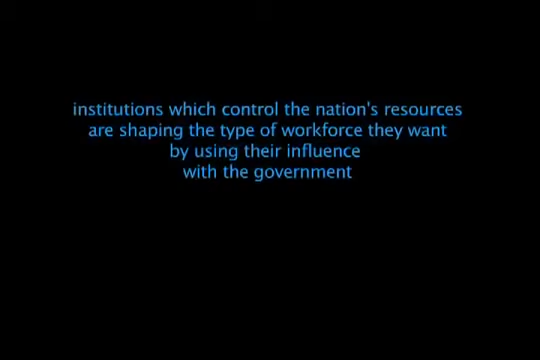 institutions which control the nation's resources
are shaping the type of workforce they want
by using their influence
with the government